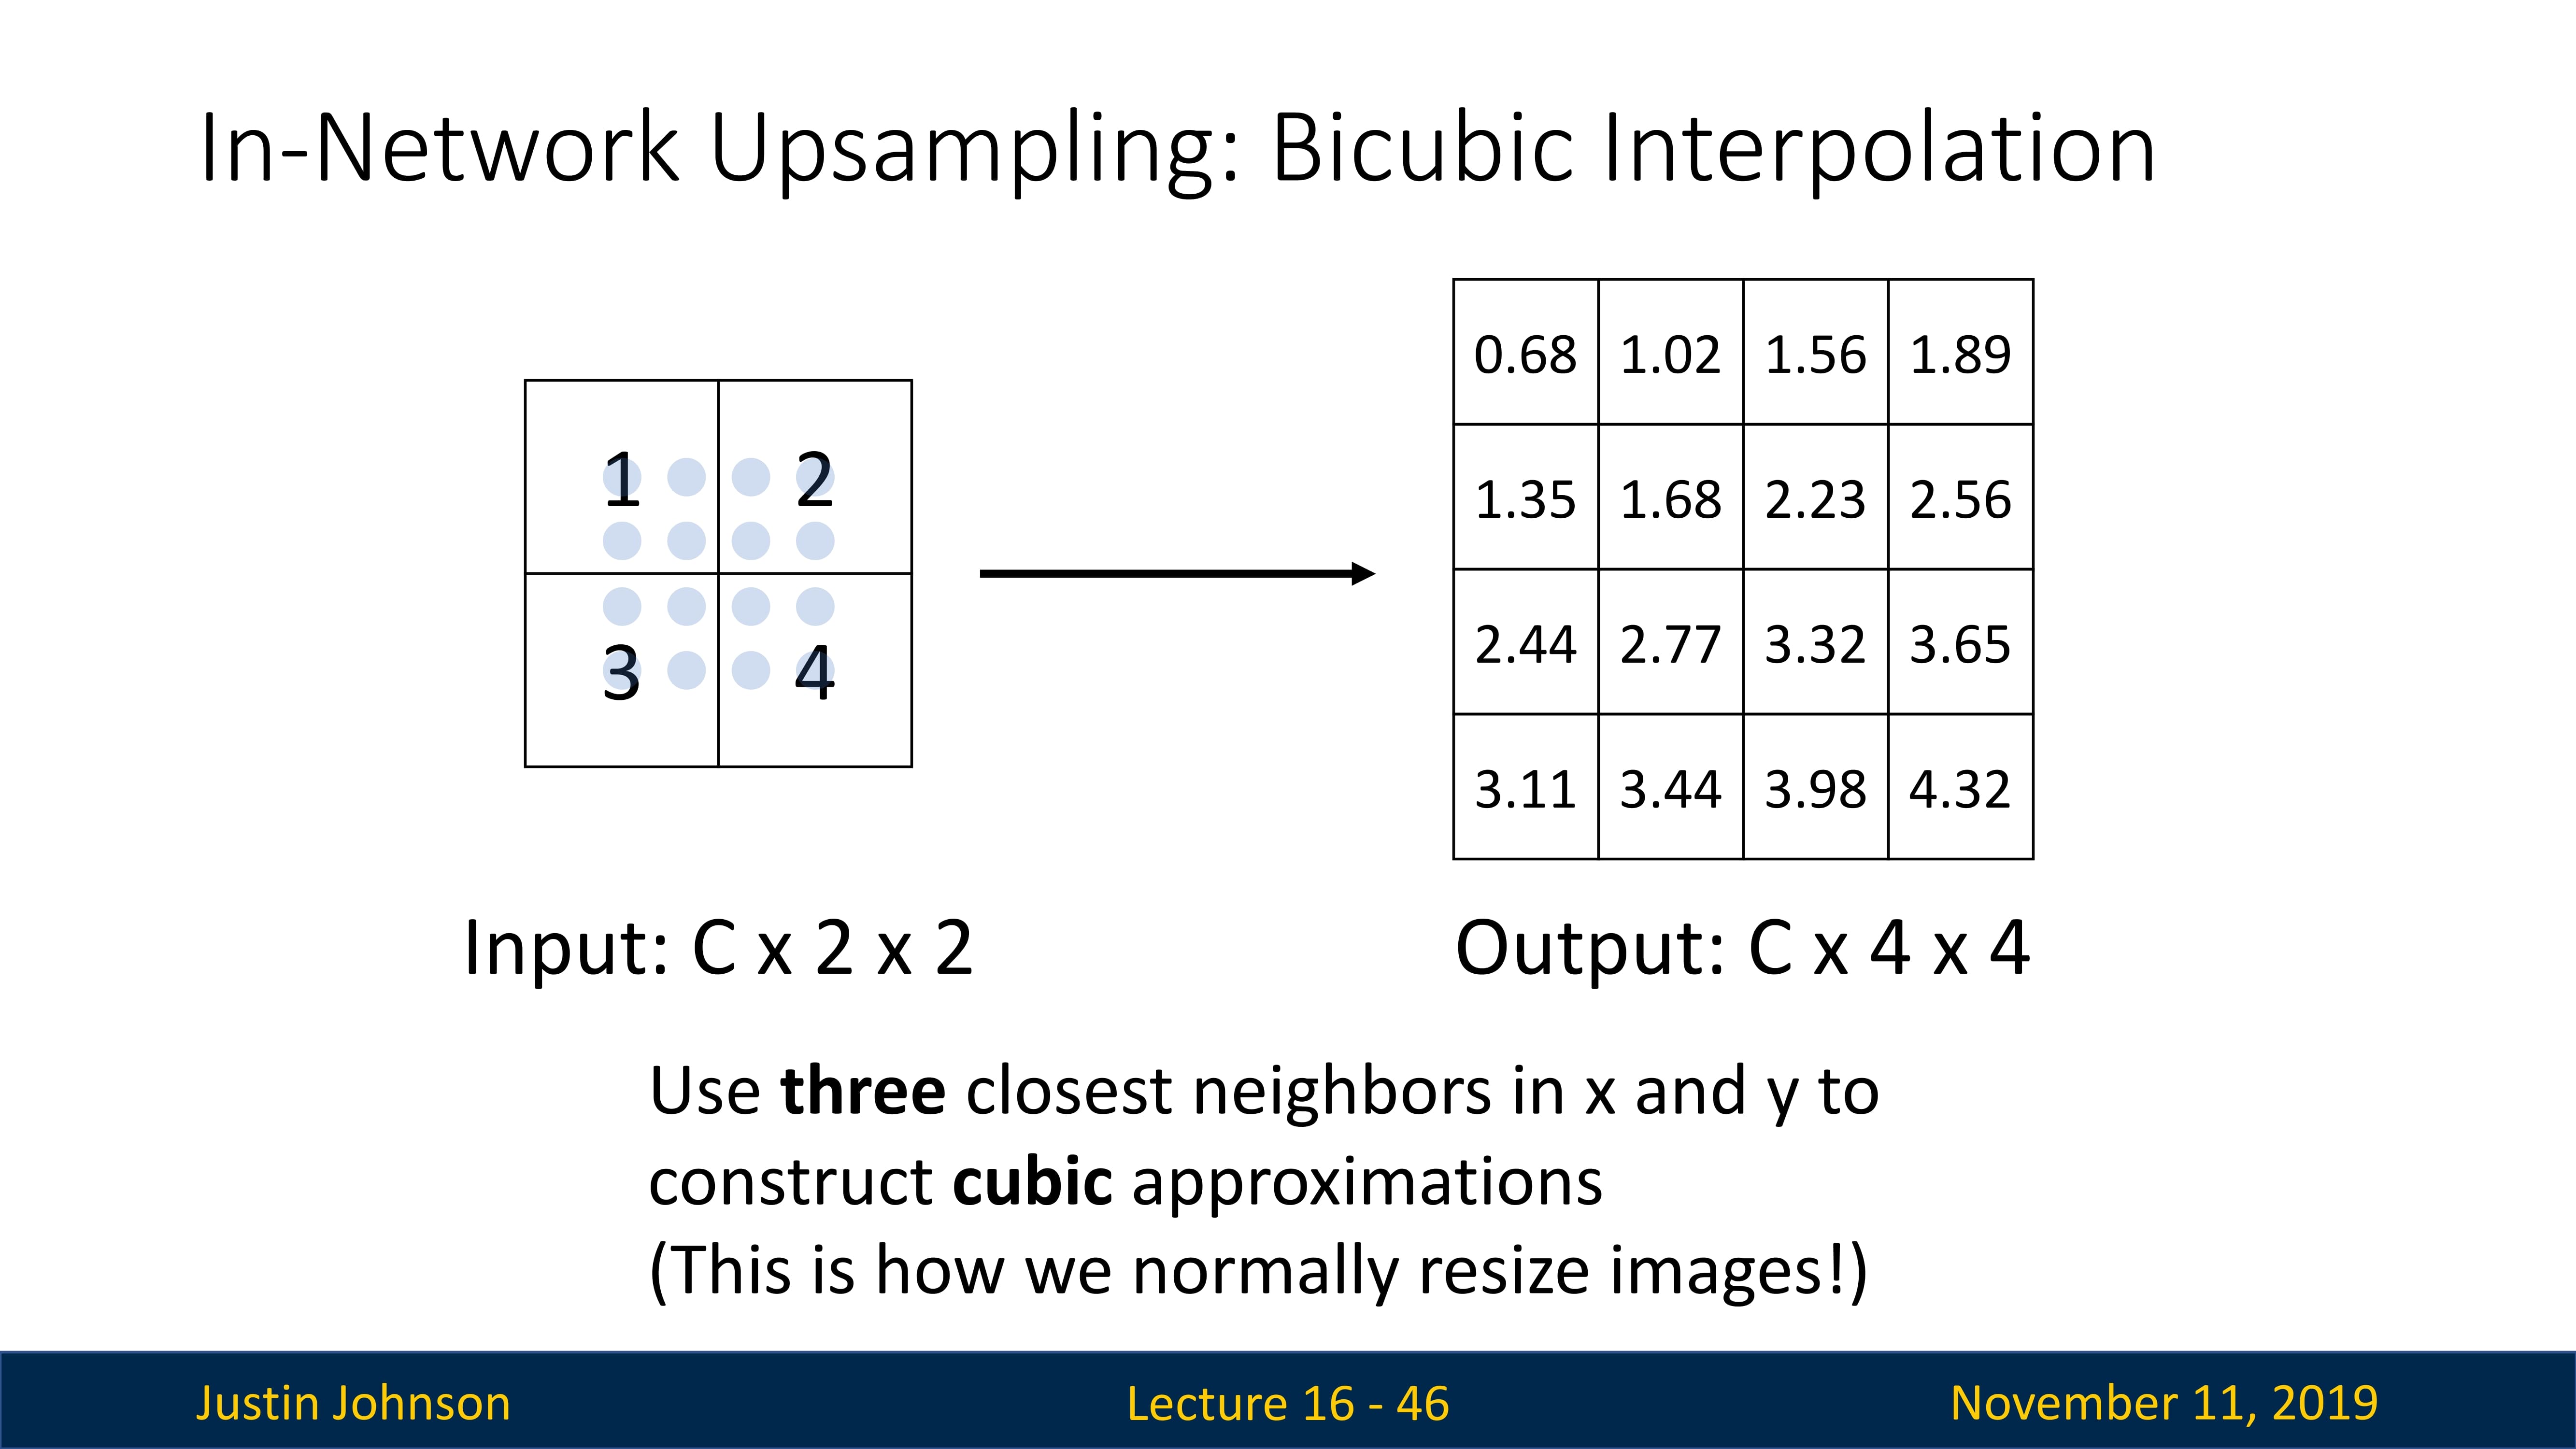 In-Network Upsampling: Bicubic Interpolation
1 2
3 4
0.68 1.02 1.56 1.89
1.35 1.68 2.23 2.56
2.44 2.77 3.32 3.65
3.11 3.44 3.98 4.32
Input: C x 2 x 2
Output: C x 4 x 4
Use three closest neighbors in x and y to
construct cubic approximations
(This is how we normally resize images!)
Justin Johnson
Lecture 16 - 46
November 11, 2019